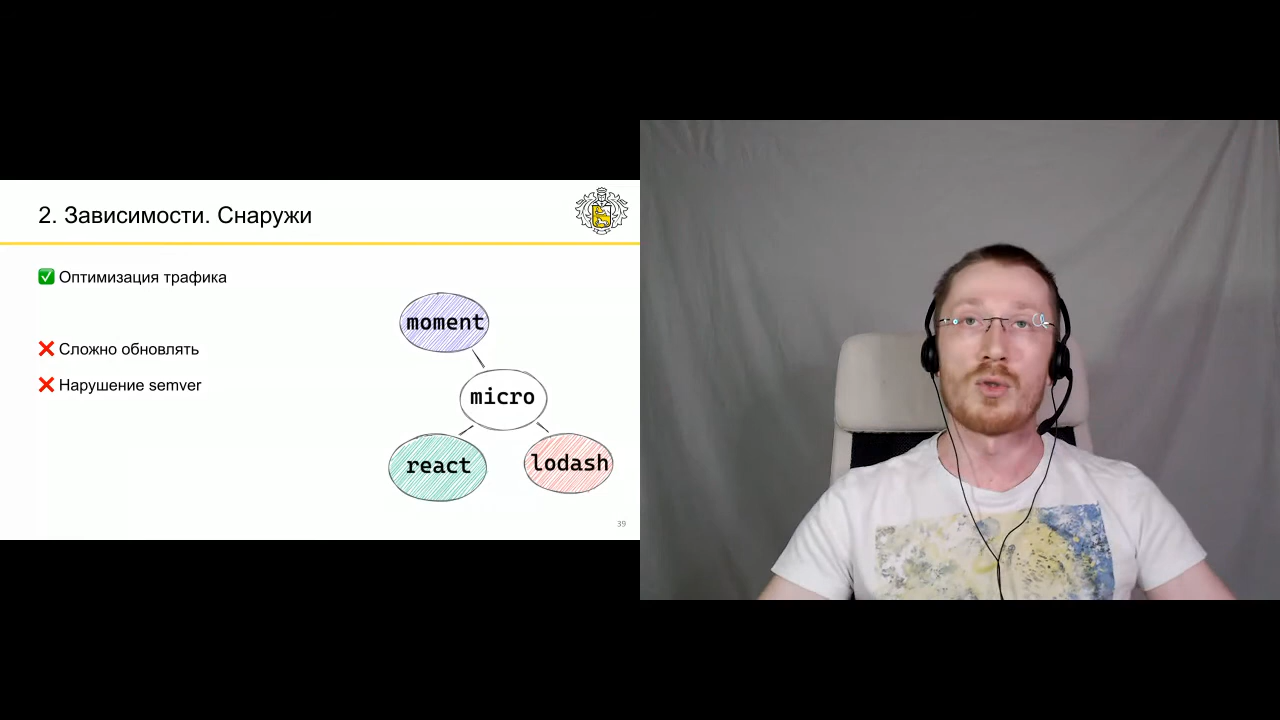 2. Зависимости. Снаружи
✅ Оптимизация трафика
❌ Сложно обновлять
❌ Нарушение semver
moment
micro
react
lodash
39